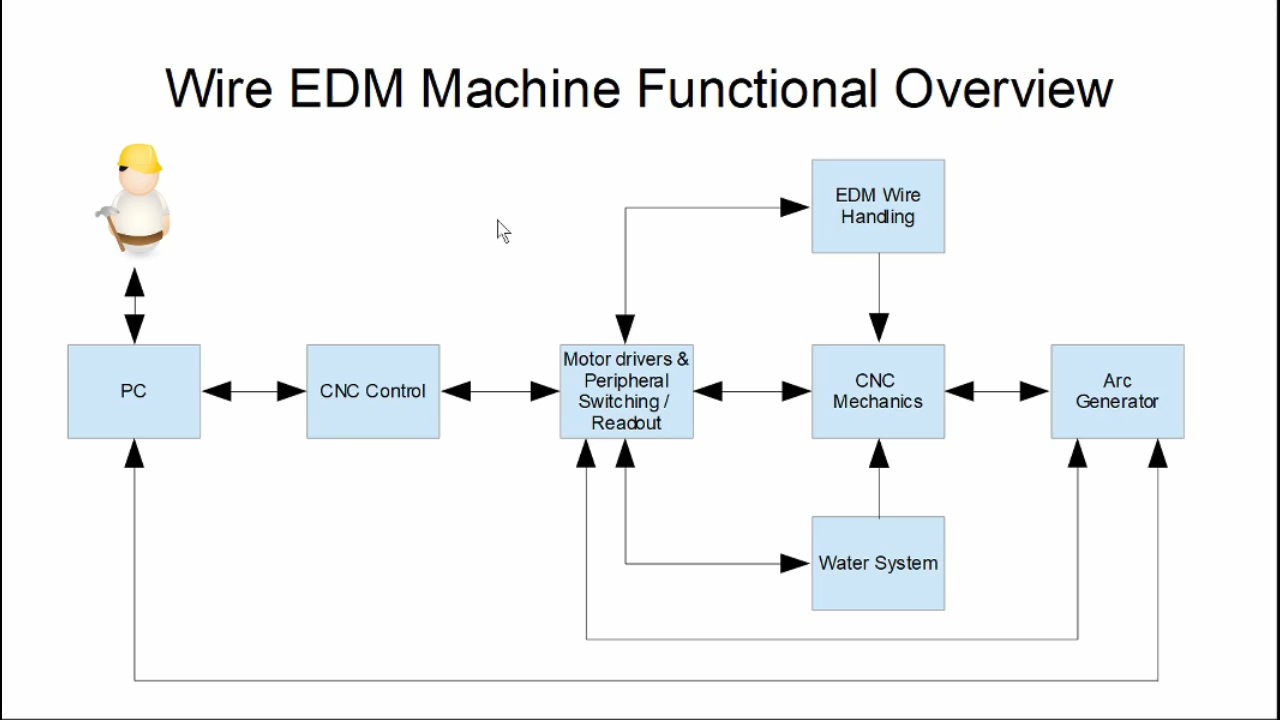 Wire EDM Machine Functional Overview
EDM Wire
Handling
PC
CNC Control
Motor drivers &
Peripheral
Switching /
Readout
CNC
Mechanics
Arc
Generator
Water System